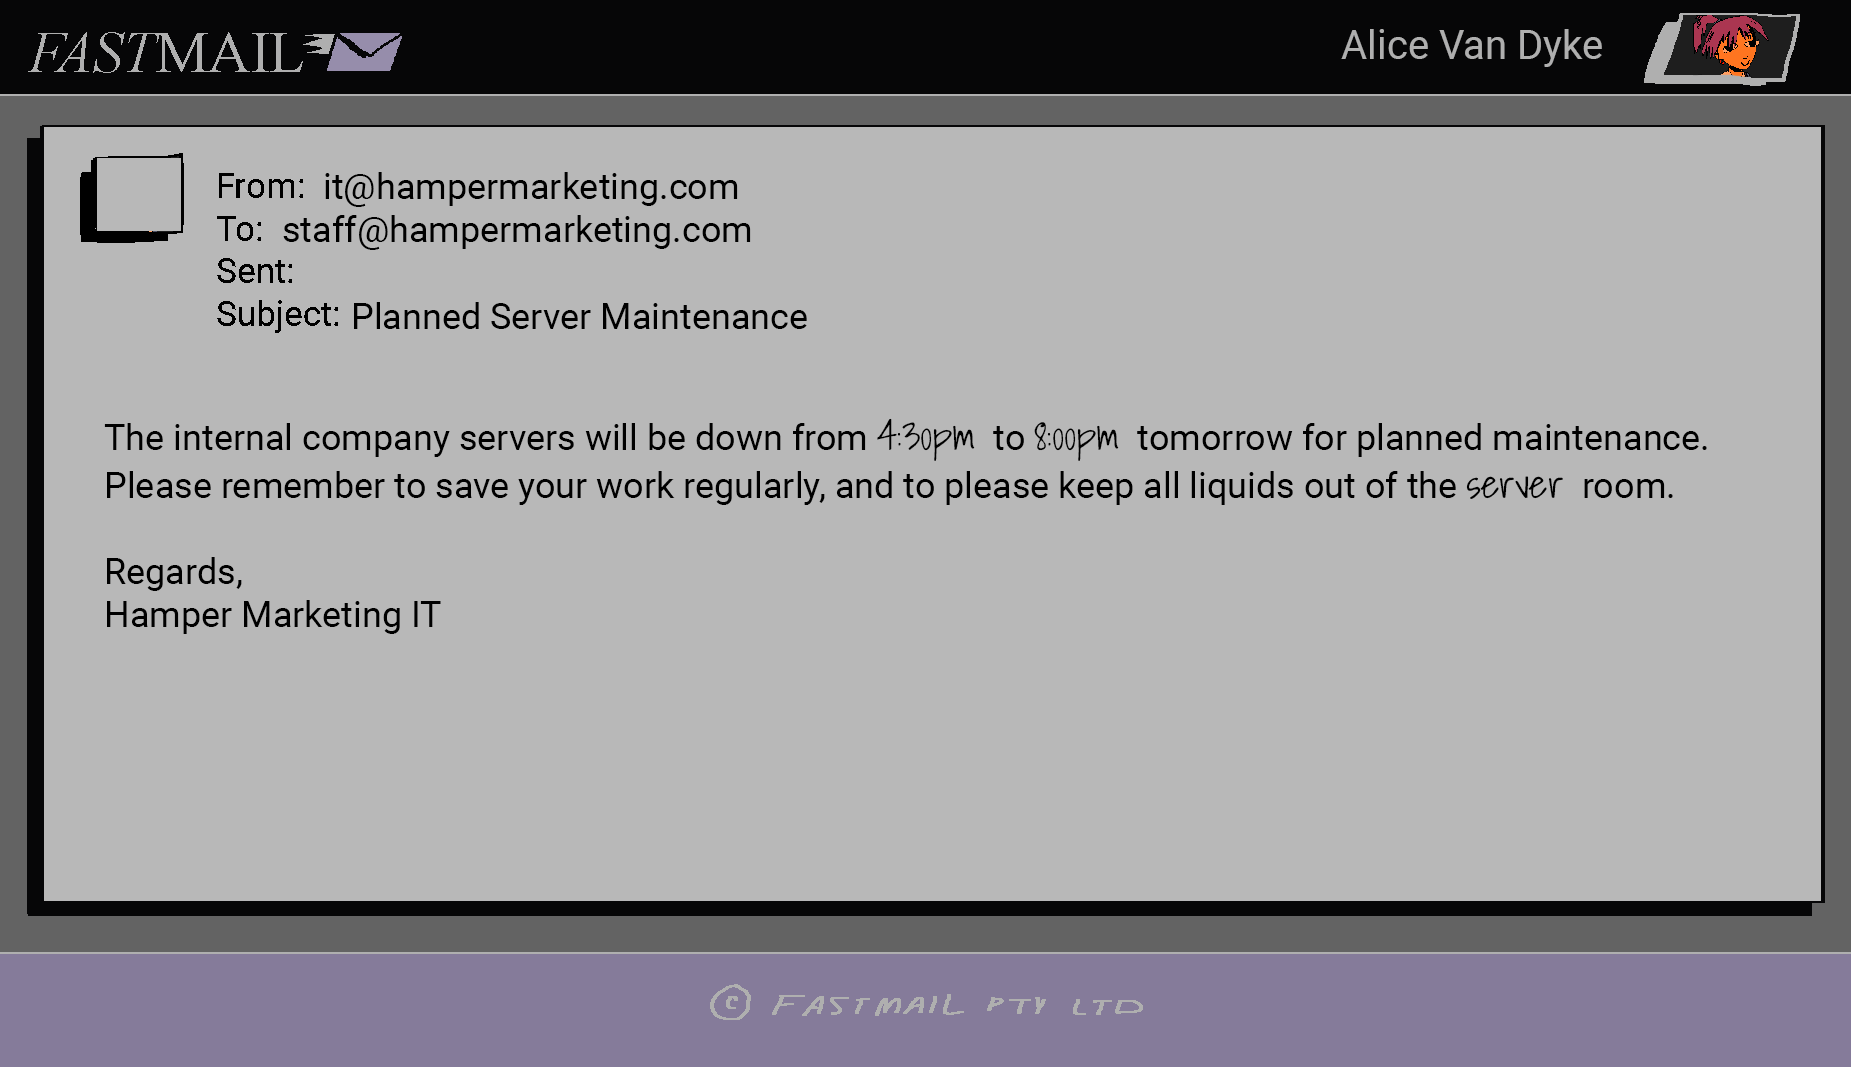 FASTMAIL
Alice Van Dyke
From: it@hampermarketing.com
To: staff@hampermarketing.com
Sent:
Subject: Planned Server Maintenance
The internal company servers will be down from 4:30pm to 8:00pm tomorrow for planned maintenance.
Please remember to save your work regularly, and to please keep all liquids out of the server room.
Regards,
Hamper Marketing IT
© FASTMAIL PTY LTD